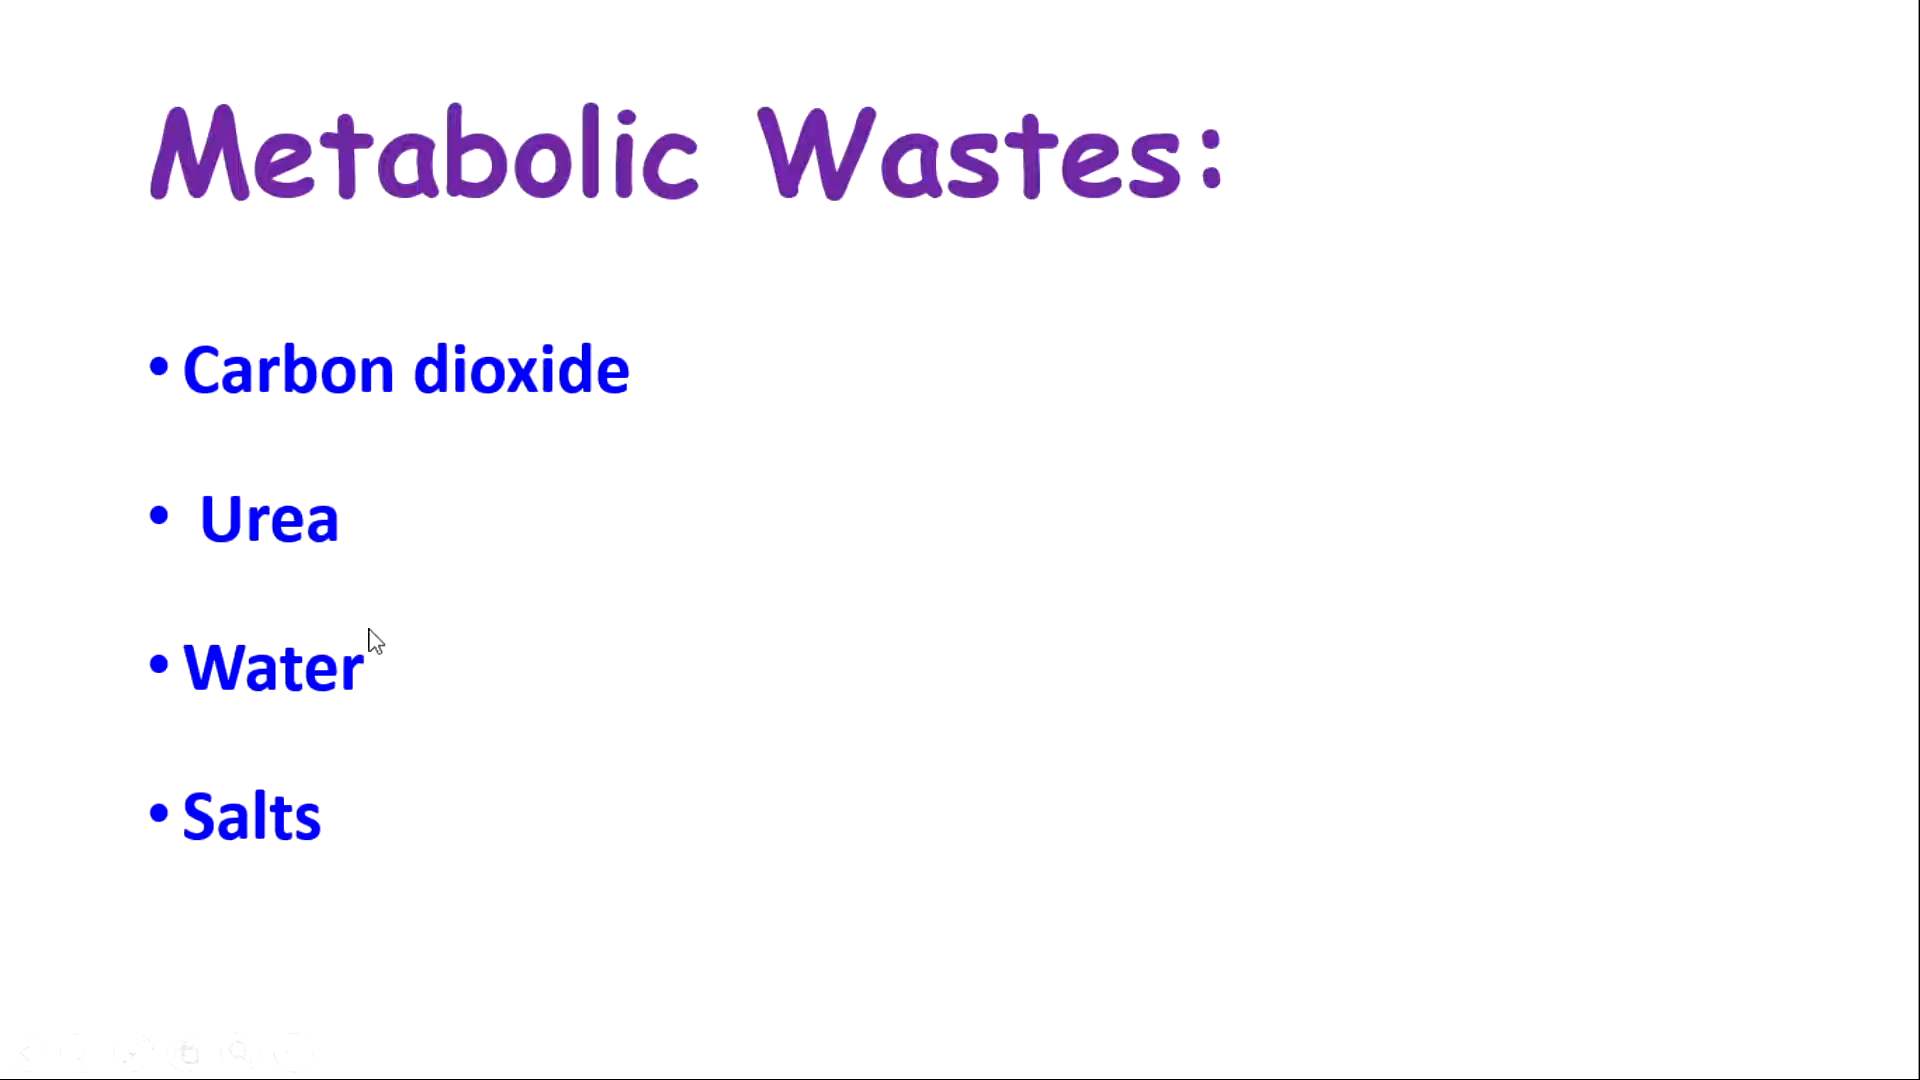 Metabolic Wastes:
• Carbon dioxide
• Urea
• Water
• Salts